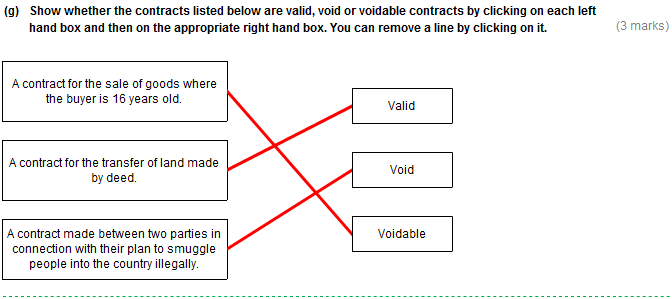 (g) Show whether the contracts listed below are valid, void or voidable contracts by clicking on each left
hand box and then on the appropriate right hand box. You can remove a line by clicking on it.
(3 marks)
A contract for the sale of goods where
the buyer is 16 years old.
Valid
A contract for the transfer of land made
by deed.
Void
A contract made between two parties in
connection with their plan to smuggle
people into the country illegally.
Voidable